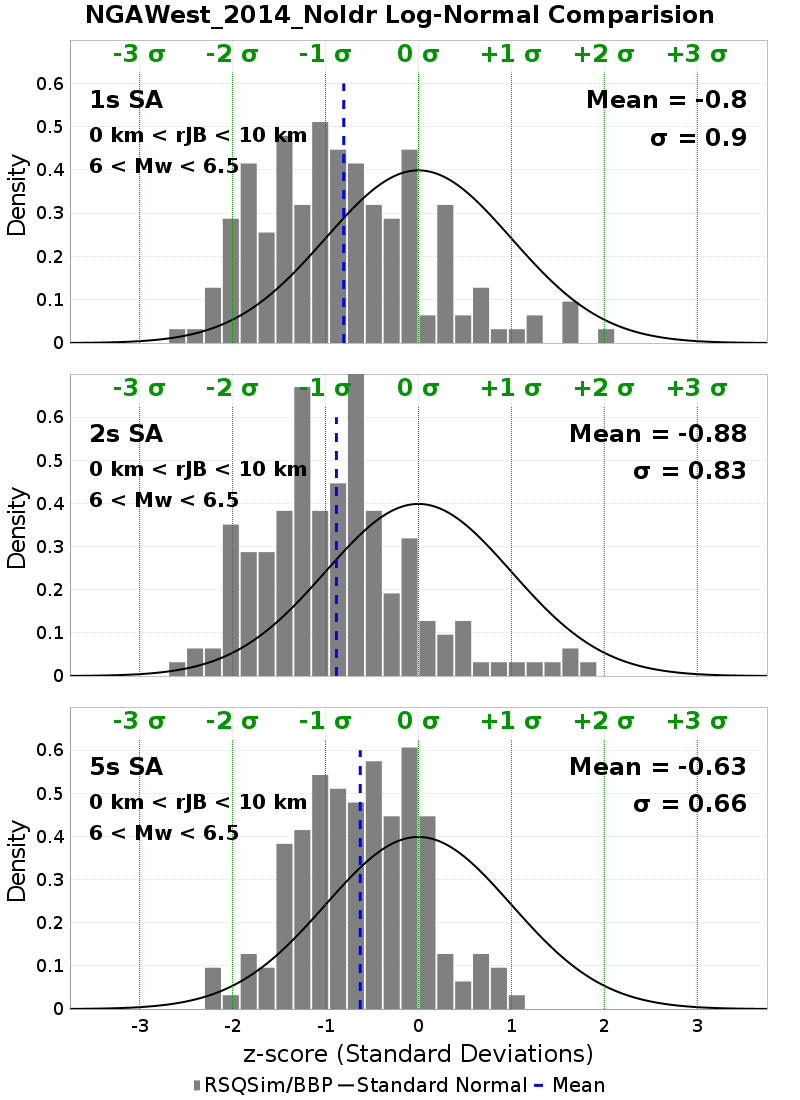 NGAWest_2014_NoIdr Log-Normal Comparision
-3 σ -2 σ -1 σ 0 σ +1 σ +2 σ +3 σ
0.6
1s SA Mean = -0.8
0.5
0 km < rJB < 10 km σ = 0.9
6 < Mw < 6.5
0.4
0.3
0.2
0.1
0
Density
-3 σ -2 σ -1 σ 0 σ +1 σ +2 σ +3 σ
0.6
2s SA Mean = -0.88
0.5
0 km < rJB < 10 km σ = 0.83
6 < Mw < 6.5
0.4
0.3
0.2
0.1
0
Density
-3 σ -2 σ -1 σ 0 σ +1 σ +2 σ +3 σ
0.6
5s SA Mean = -0.63
0.5
0 km < rJB < 10 km σ = 0.66
6 < Mw < 6.5
0.4
0.3
0.2
0.1
0
Density
-3 -2 -1 0 1 2 3
z-score (Standard Deviations)
RSQSim/BBP Standard Normal Mean